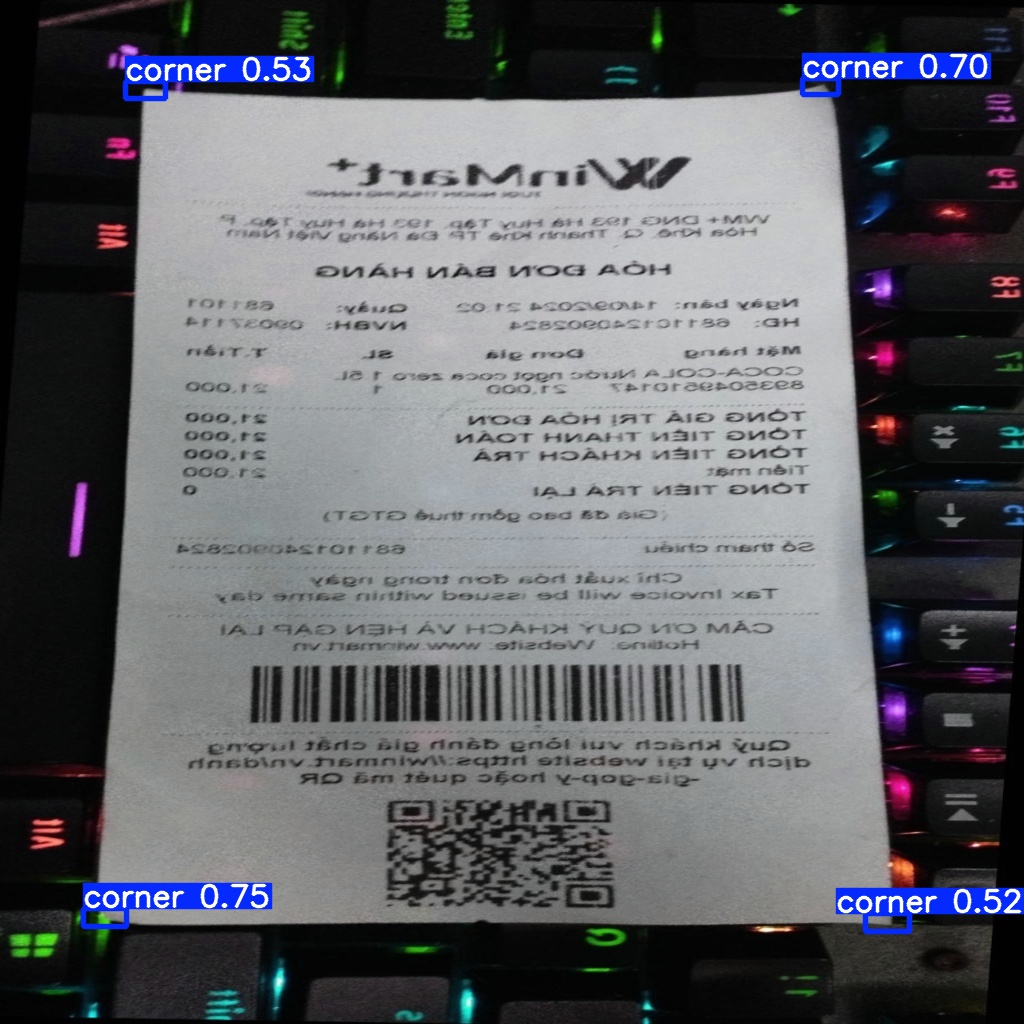 corner 0.53
corner 0.70
WinMart+
WM+ DNG 193 Hà Huy Tập, 193 Hà Huy Tập, P.
Hòa Khê, Q. Thanh Khê TP. Đà Nẵng Việt Nam
HÓA ĐƠN BÁN HÀNG
Ngày bán: 14/09/2024 21:02 Quầy: 681101
HD: 68110124090282 NVBH: 09037114
Mặt hàng Đơn giá SL T.Tiền
COCA-COLA Nước ngọt coca zero 1.5L
8935049510147 21,000 1 21,000
TỔNG GIÁ TRỊ HÓA ĐƠN 21,000
TỔNG TIỀN THANH TOÁN 21,000
TỔNG TIỀN KHÁCH TRẢ 21,000
Tiền mặt 21,000
TỔNG TIỀN TRẢ LẠI 0
(Giá đã bao gồm thuế GTGT)
Số tham chiếu 681101240902824
Chỉ xuất hóa đơn trong ngày
Tax Invoice will be issued within same day
CẢM ƠN QUÝ KHÁCH VÀ HẸN GẶP LẠI
Hotline: Website: www.winmart.vn
Quý khách vui lòng đánh giá chất lượng
dịch vụ tại website https://winmart.vn/danh
-gia-gop-y hoặc quét mã QR
corner 0.75
corner 0.52